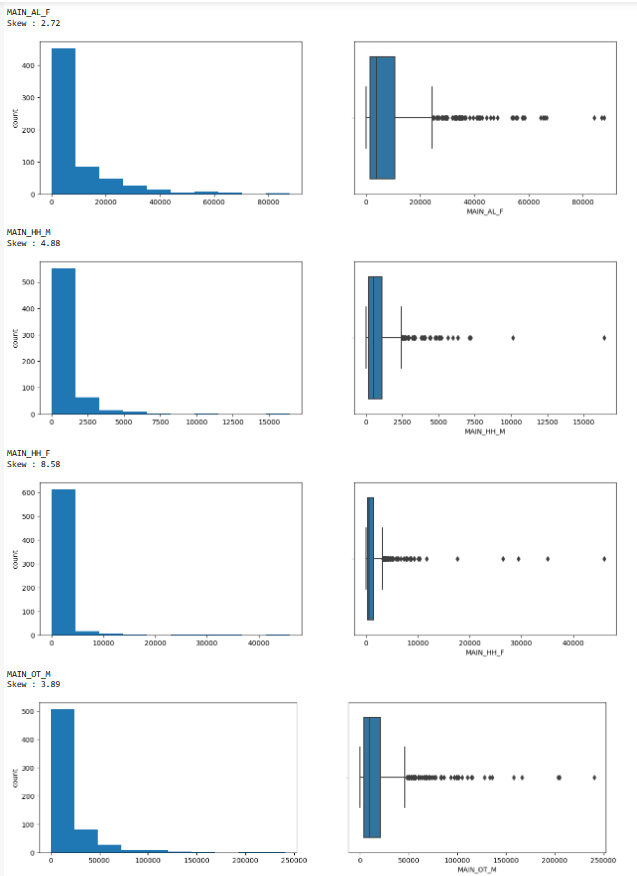 MAIN_AL_F
Skew : 2.72
count
400
300
200
100
0
0 20000 40000 60000 80000
0 20000 40000 60000 80000
MAIN_AL_F
MAIN_HH_M
Skew : 4.88
count
500
400
300
200
100
0
0 2500 5000 7500 10000 12500 15000
0 2500 5000 7500 10000 12500 15000
MAIN_HH_M
MAIN_HH_F
Skew : 8.58
count
600
500
400
300
200
100
0
0 10000 20000 30000 40000
0 10000 20000 30000 40000
MAIN_HH_F
MAIN_OT_M
Skew : 3.89
count
500
400
300
200
100
0
0 50000 100000 150000 200000 250000
0 50000 100000 150000 200000 250000
MAIN_OT_M